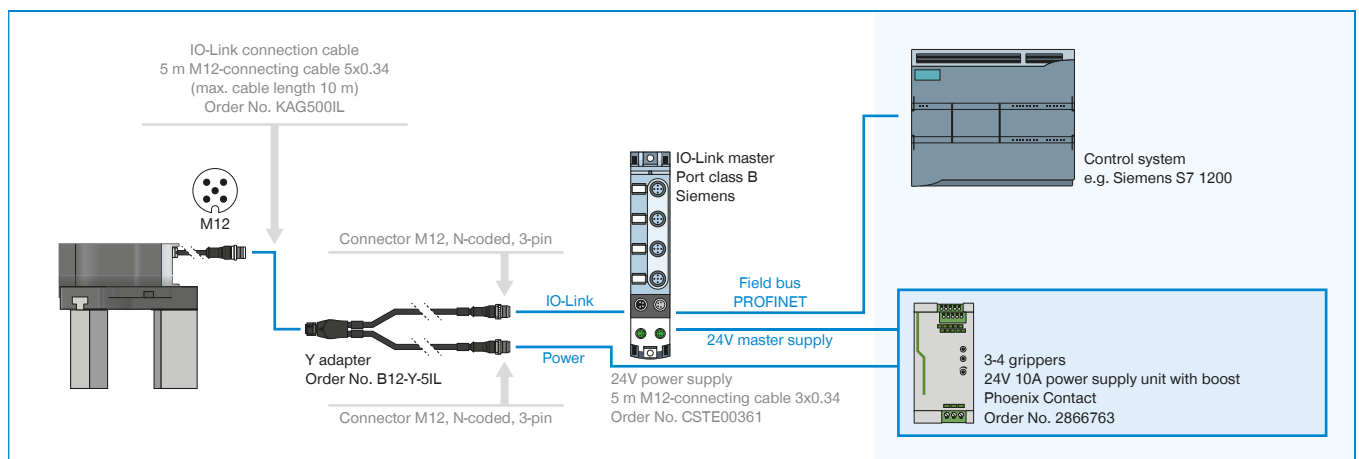 IO-Link connection cable
5 m M12-connecting cable 5x0.34
(max. cable length 10 m)
Order No. KAG500IL
M12
Connector M12, N-coded, 3-pin
IO-Link
Y adapter
Order No. B12-Y-5IL
Power
Connector M12, N-coded, 3-pin
IO-Link master
Port class B
Siemens
Field bus
PROFINET
24V master supply
24V power supply
5 m M12-connecting cable 3x0.34
Order No. CSTE00361
Control system
e.g. Siemens S7 1200
3-4 grippers
24V 10A power supply unit with boost
Phoenix Contact
Order No. 2866763